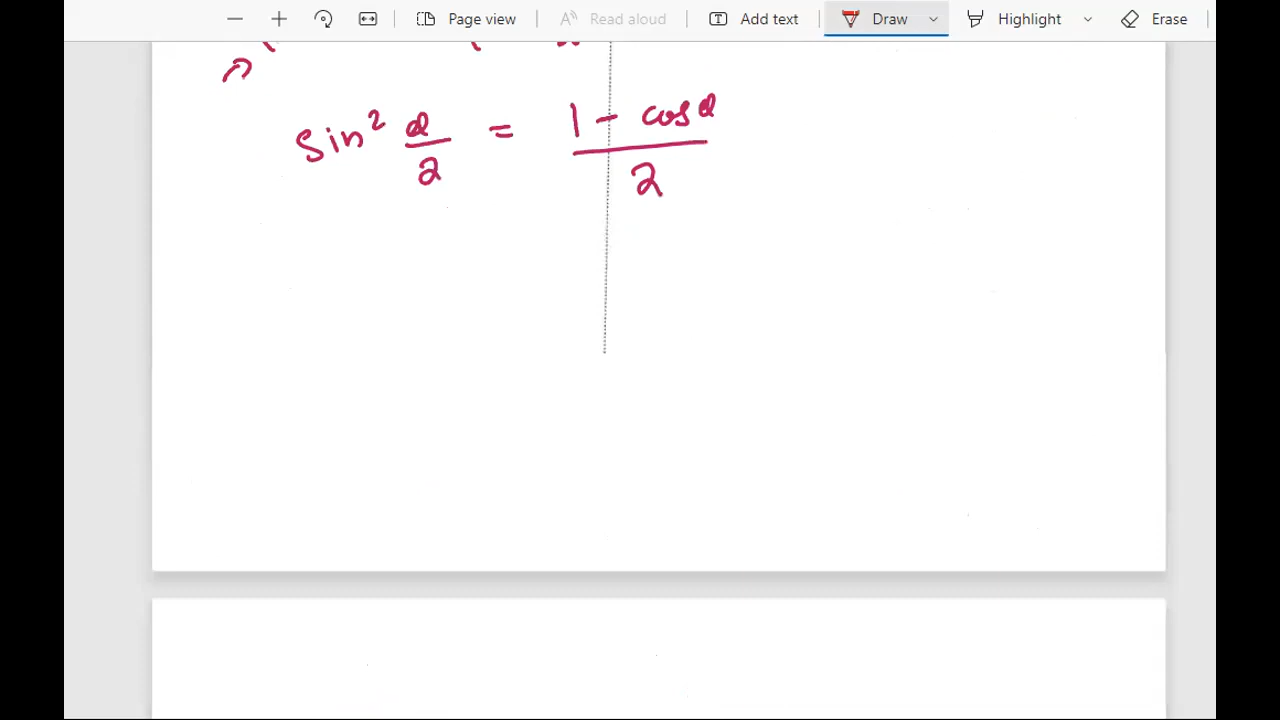 Page view
Read aloud
Add text
Draw
Highlight
Erase
sin² α/2 = (1 - cos α)/2